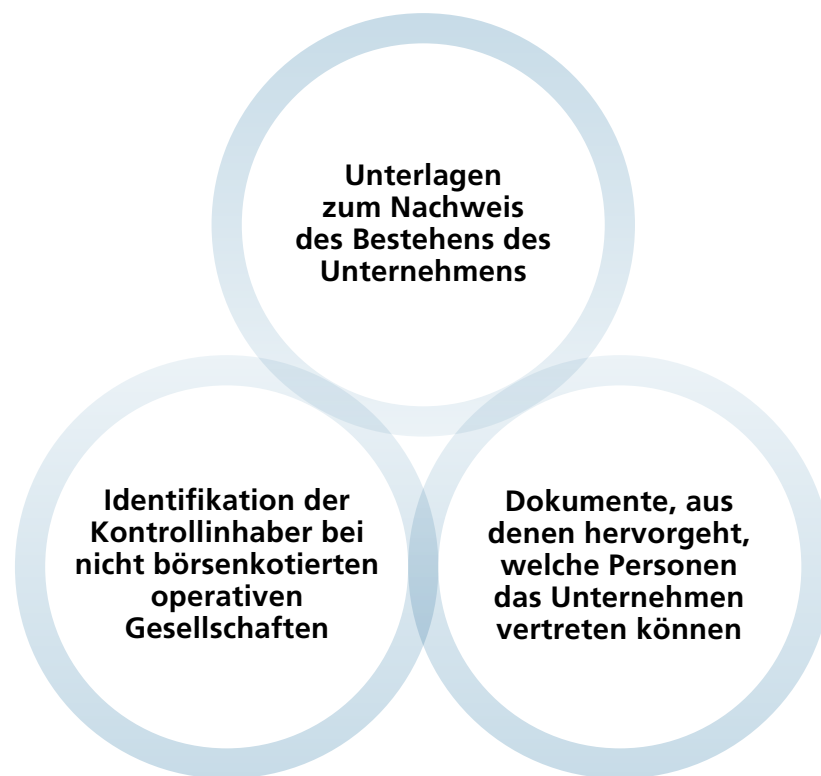 Unterlagen
zum Nachweis
des Bestehens des
Unternehmens
Identifikation der
Kontrollinhaber bei
nicht börsenkotierten
operativen
Gesellschaften
Dokumente, aus
denen hervorgeht,
welche Personen
das Unternehmen
vertreten können